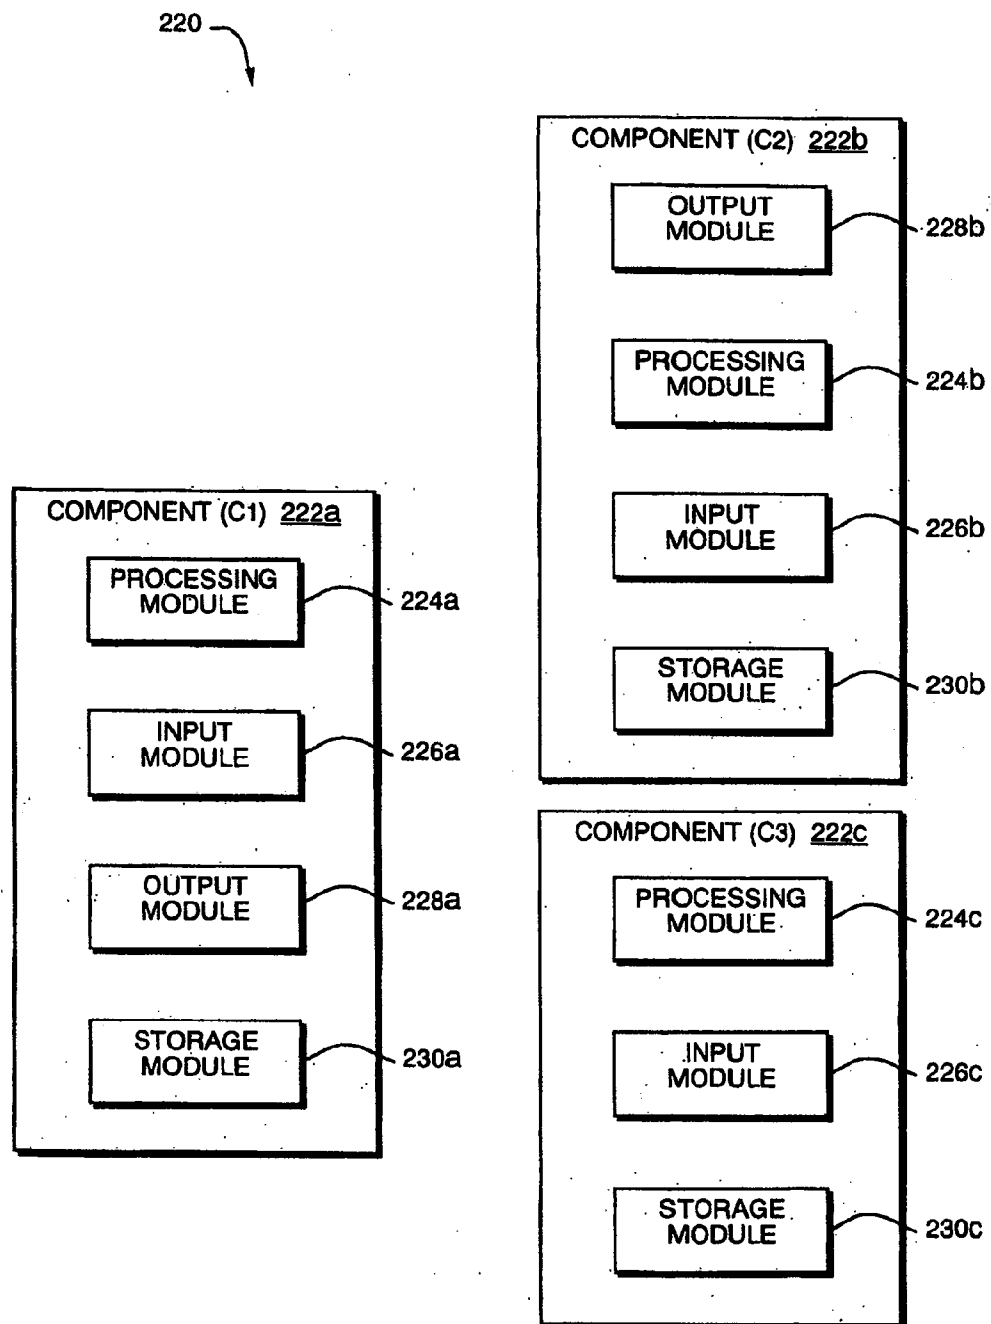 220
COMPONENT (C2) 222b
OUTPUT
MODULE
228b
PROCESSING
MODULE
224b
INPUT
MODULE
226b
STORAGE
MODULE
230b
COMPONENT (C1) 222a
PROCESSING
MODULE
224a
INPUT
MODULE
226a
OUTPUT
MODULE
228a
STORAGE
MODULE
230a
COMPONENT (C3) 222c
PROCESSING
MODULE
224c
INPUT
MODULE
226c
STORAGE
MODULE
230c